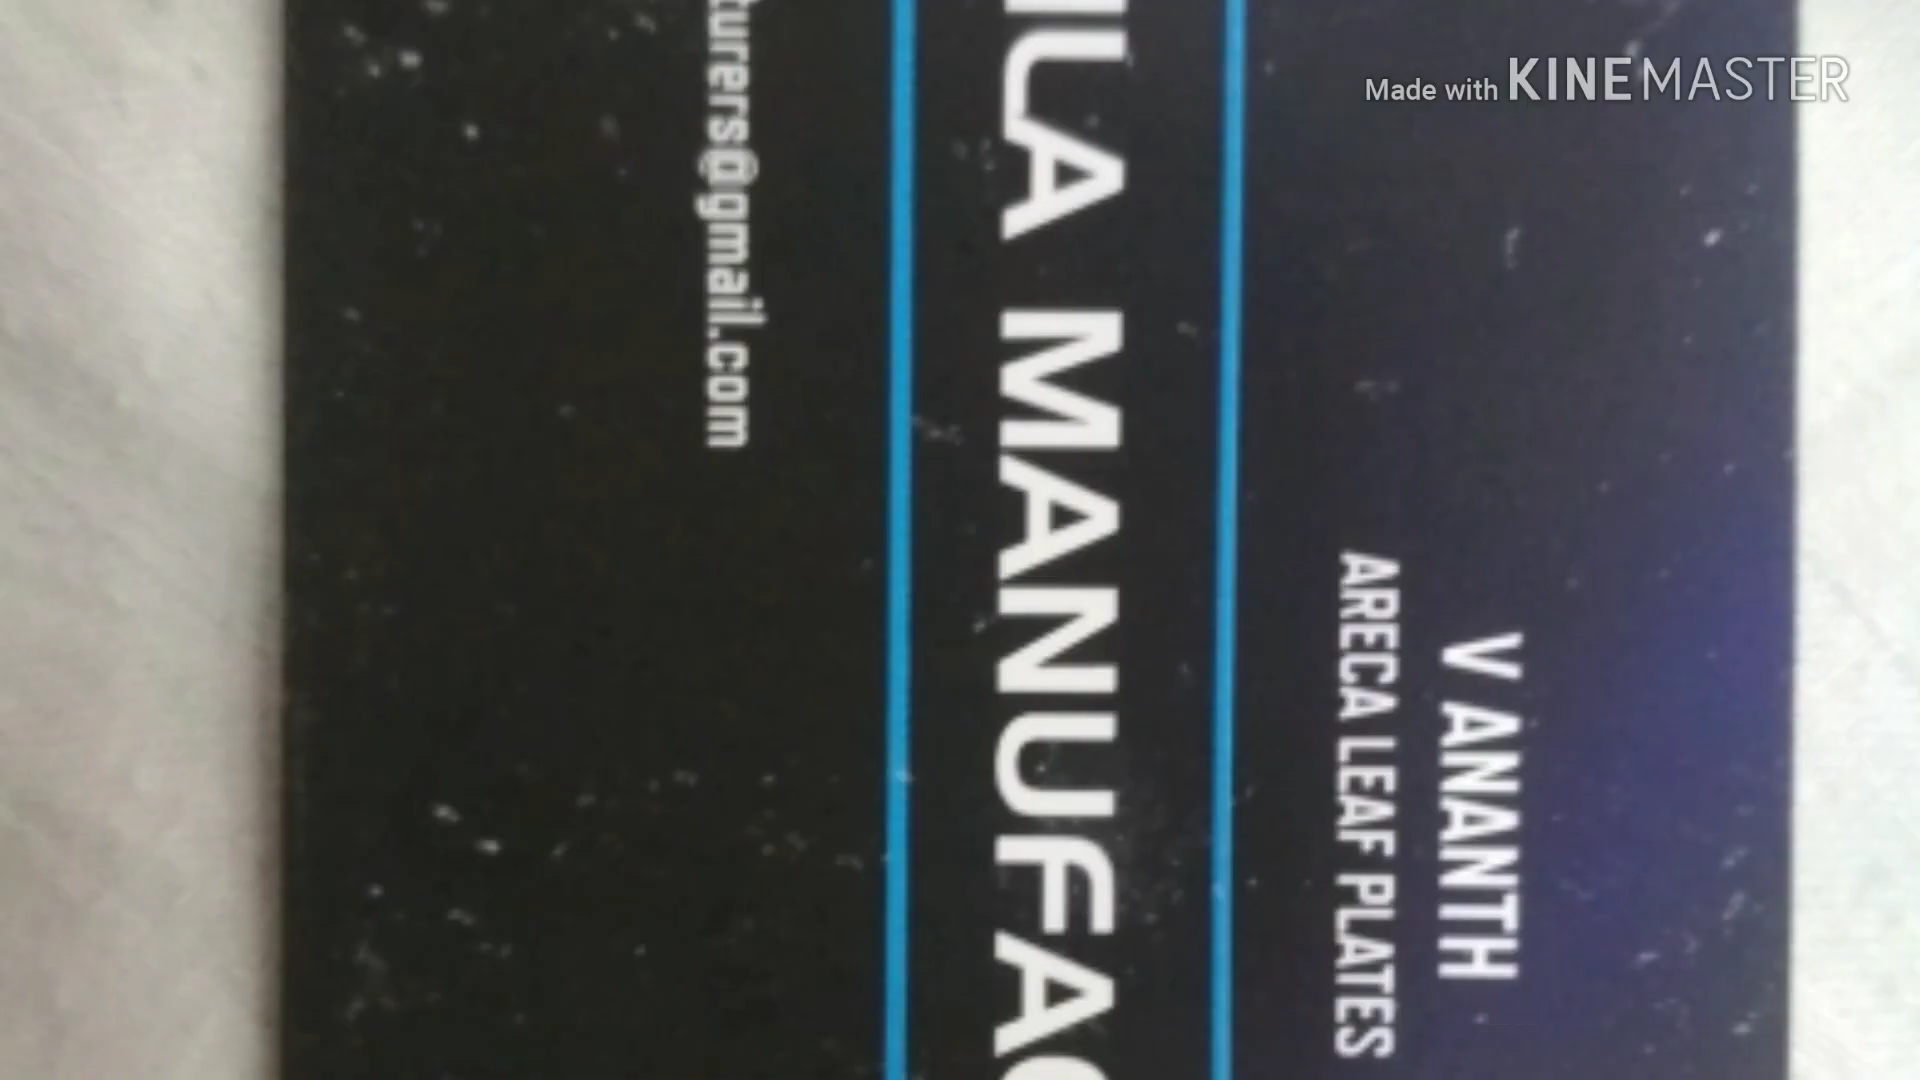 Made with KINEMASTER
V ANANTH
ARECA LEAF PLATES
ILA MANUFAC
turers@gmail.com